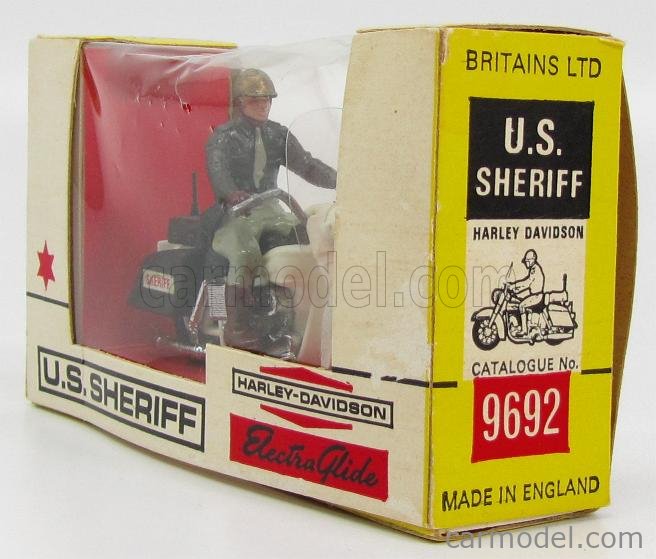 BRITAINS LTD
U.S.
SHERIFF
HARLEY DAVIDSON
CATALOGUE No.
9692
MADE IN ENGLAND
SHERIFF
U.S. SHERIFF
HARLEY-DAVIDSON
Electra Glide
carmodel.com
carmodel.com